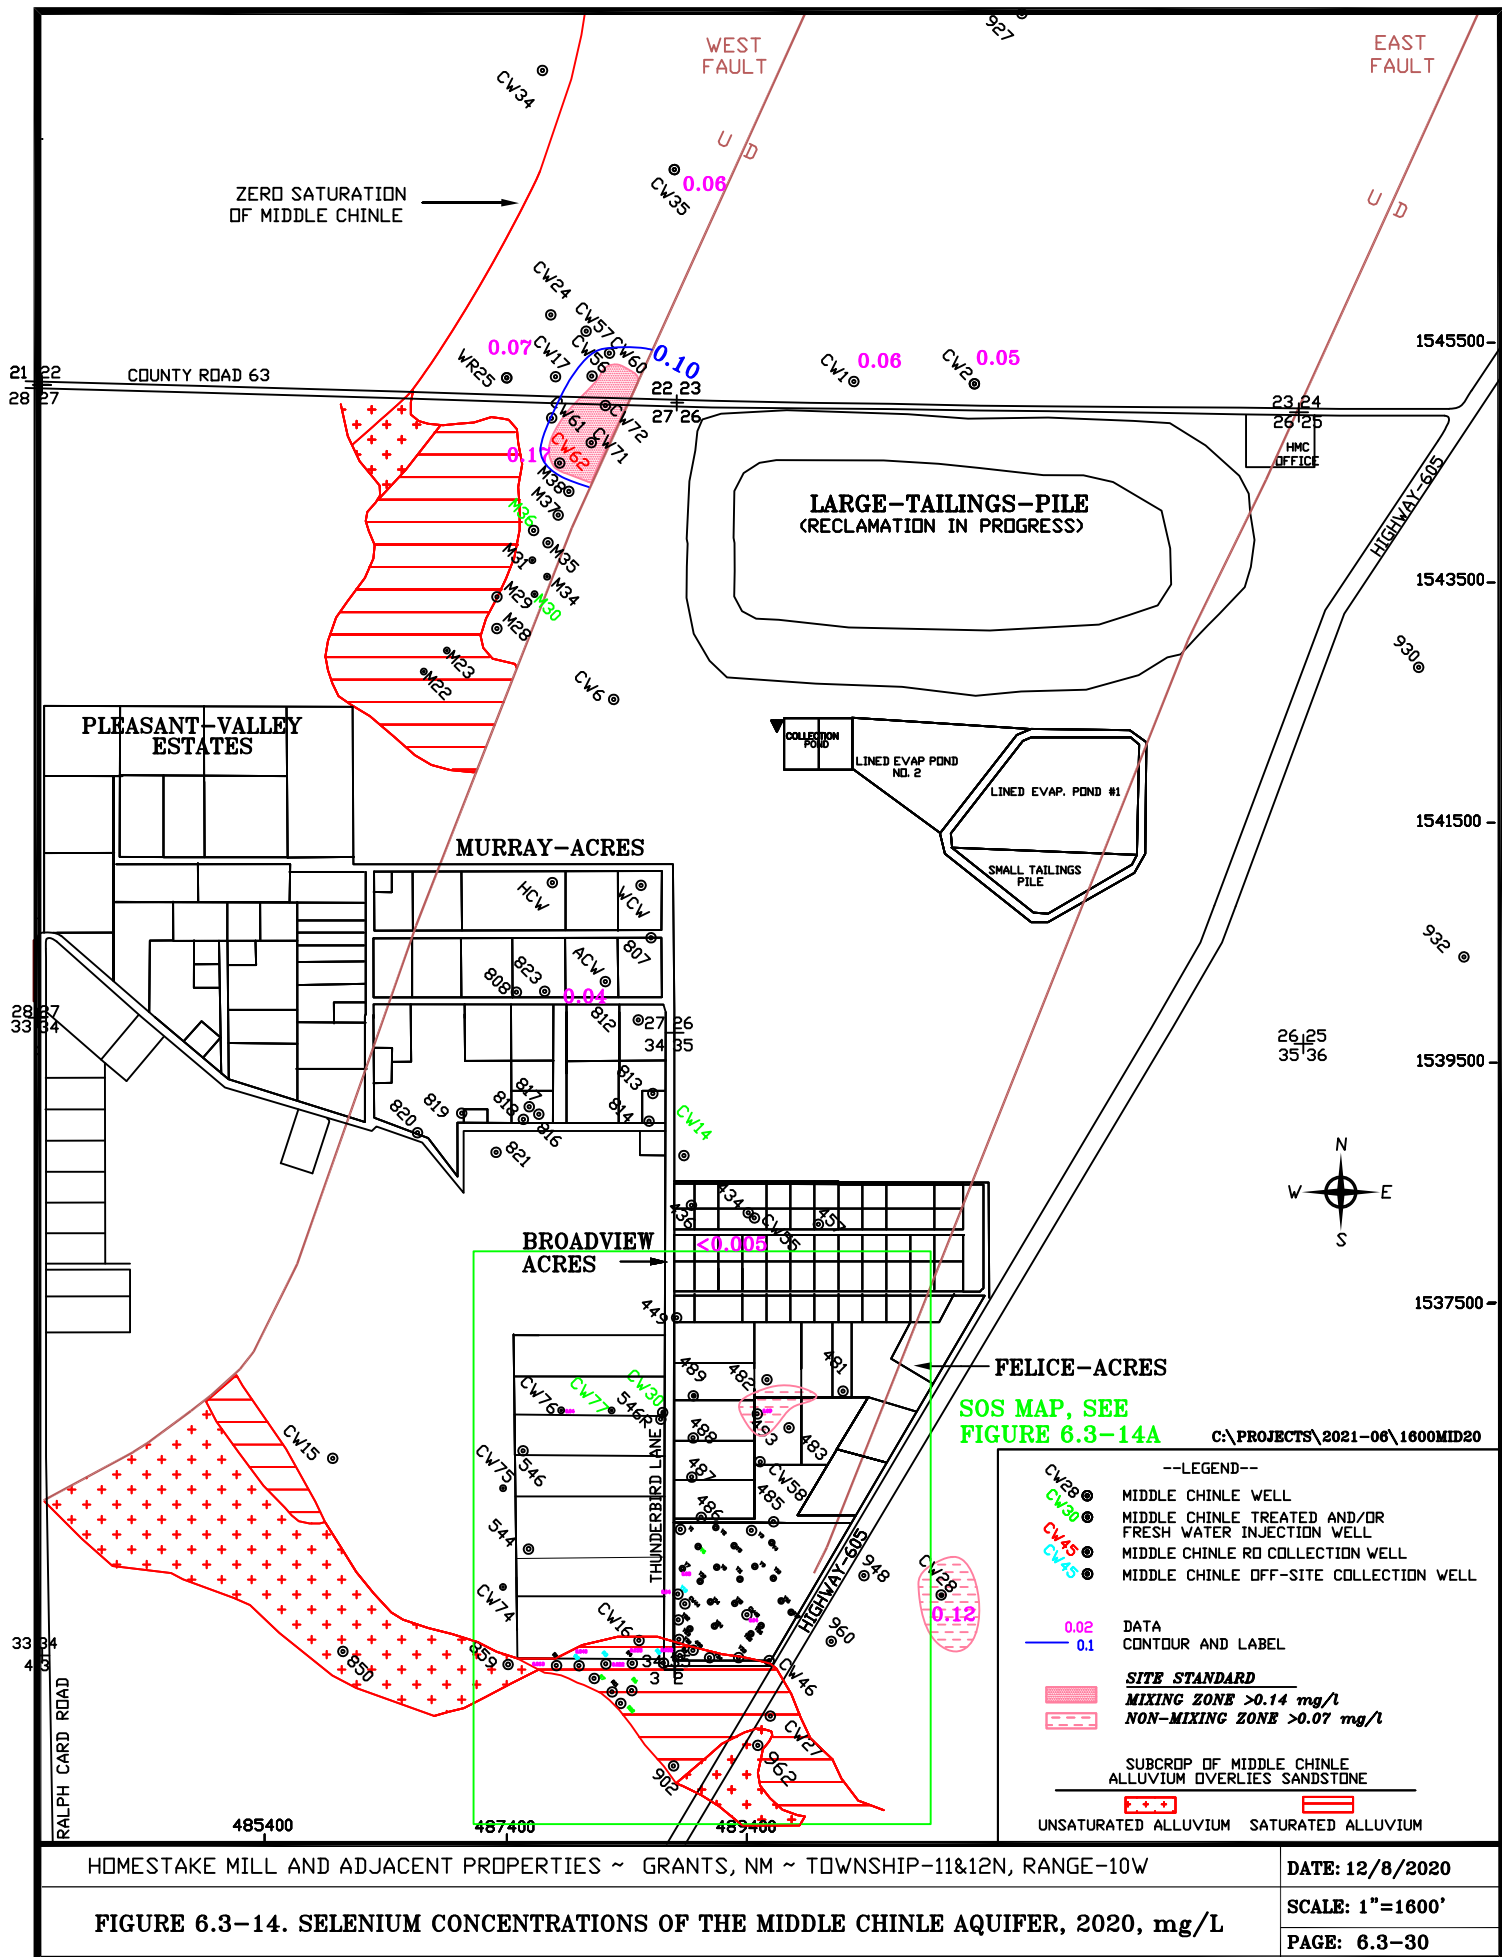 927
WEST
FAULT
EAST
FAULT
CW34
U D
CW35
0.06
U D
ZERO SATURATION
OF MIDDLE CHINLE
CW24
CW57
CW60
CW56
CW17
0.07
WR25
0.10
CW1
0.06
CW2
0.05
1545500
21 22
28 27
COUNTY ROAD 63
22 23
27 26
23 24
26 25
HMC
OFFICE
CW61
CW72
CW71
CW62
0.17
M38
M37
M36
M35
M31
M34
M29
M30
M28
M23
M22
LARGE-TAILINGS-PILE
(RECLAMATION IN PROGRESS)
HIGHWAY-605
1543500
930
CW6
PLEASANT-VALLEY
ESTATES
COLLECTION
POND
LINED EVAP POND
NO. 2
LINED EVAP. POND #1
SMALL TAILINGS
PILE
1541500
MURRAY-ACRES
HCW
WCW
807
932
ACW
823
808
0.04
812
28 27
33 34
27 26
34 35
26 25
35 36
1539500
813
814
817
818
816
819
820
821
CW14
N
W E
S
436
434
CW55
457
<0.005
BROADVIEW
ACRES
449
1537500
FELICE-ACRES
489
482
481
CW76
CW77
546R
CW30
493
483
488
SOS MAP, SEE
FIGURE 6.3-14A
C:\PROJECTS\2021-06\1600MID20
CW15
CW75
546
487
CW58
485
486
544
THUNDERBIRD LANE
HIGHWAY-605
948
CW28
0.12
CW74
CW16
960
33 34
4 3
850
859
3 2
CW46
CW27
962
902
RALPH CARD ROAD
485400
487400
489400
--LEGEND--
CW28
MIDDLE CHINLE WELL
CW30
MIDDLE CHINLE TREATED AND/OR
FRESH WATER INJECTION WELL
CW45
MIDDLE CHINLE RO COLLECTION WELL
CW45
MIDDLE CHINLE OFF-SITE COLLECTION WELL
0.02 DATA
0.1 CONTOUR AND LABEL
SITE STANDARD
MIXING ZONE >0.14 mg/l
NON-MIXING ZONE >0.07 mg/l
SUBCROP OF MIDDLE CHINLE
ALLUVIUM OVERLIES SANDSTONE
UNSATURATED ALLUVIUM SATURATED ALLUVIUM
HOMESTAKE MILL AND ADJACENT PROPERTIES ~ GRANTS, NM ~ TOWNSHIP-11&12N, RANGE-10W
DATE: 12/8/2020
SCALE: 1"=1600'
FIGURE 6.3-14. SELENIUM CONCENTRATIONS OF THE MIDDLE CHINLE AQUIFER, 2020, mg/L
PAGE: 6.3-30